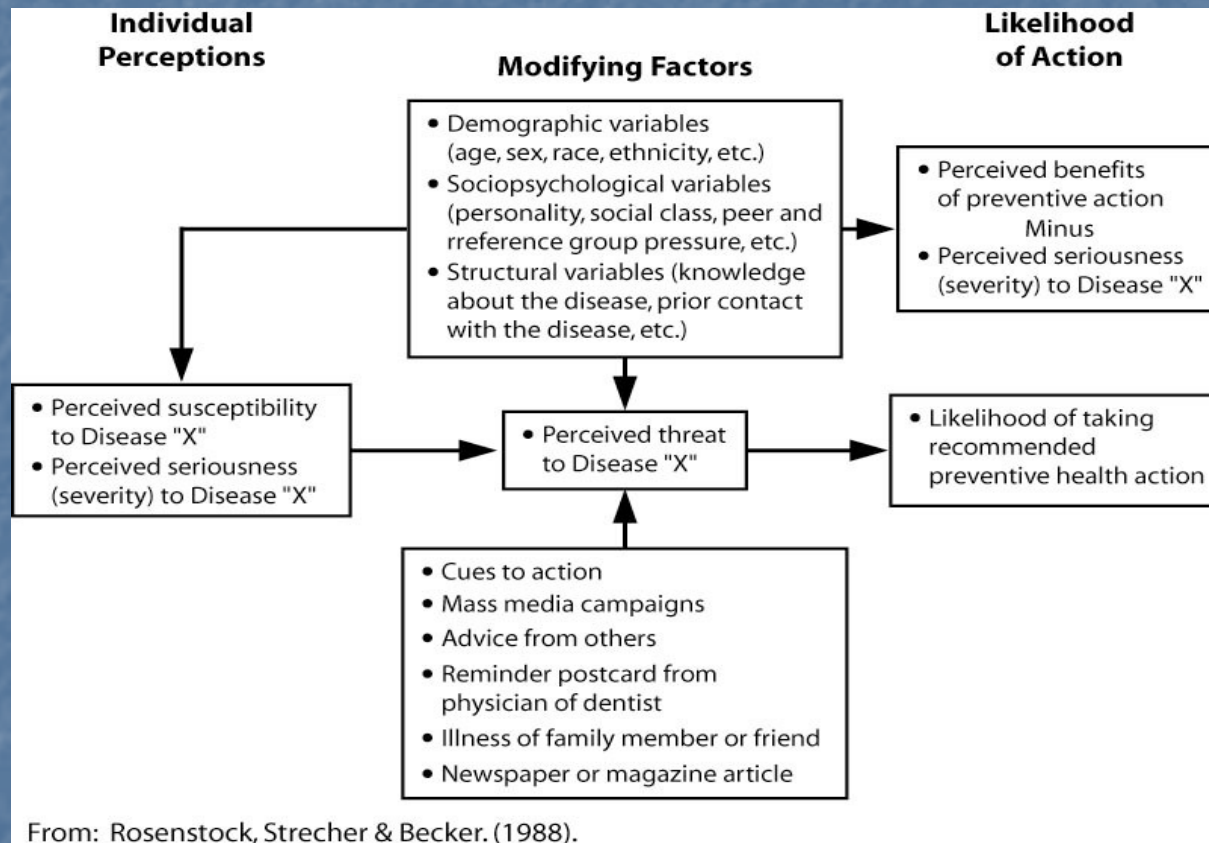 Individual
Perceptions
Modifying Factors
Likelihood
of Action
• Demographic variables
(age, sex, race, ethnicity, etc.)
• Sociopsychological variables
(personality, social class, peer and
rreference group pressure, etc.)
• Structural variables (knowledge
about the disease, prior contact
with the disease, etc.)
• Perceived benefits
of preventive action
Minus
• Perceived seriousness
(severity) to Disease "X"
• Perceived susceptibility
to Disease "X"
• Perceived seriousness
(severity) to Disease "X"
• Perceived threat
to Disease "X"
• Likelihood of taking
recommended
preventive health action
• Cues to action
• Mass media campaigns
• Advice from others
• Reminder postcard from
physician of dentist
• Illness of family member or friend
• Newspaper or magazine article
From: Rosenstock, Strecher & Becker. (1988).